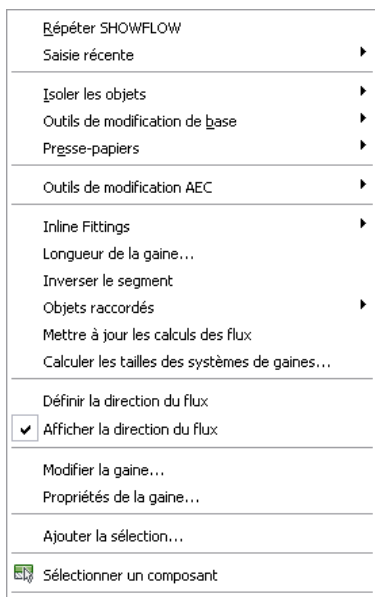 Répéter SHOWFLOW
Saisie récente
Isoler les objets
Outils de modification de base
Presse-papiers
Outils de modification AEC
Inline Fittings
Longueur de la gaine...
Inverser le segment
Objets raccordés
Mettre à jour les calculs des flux
Calculer les tailles des systèmes de gaines...
Définir la direction du flux
Afficher la direction du flux
Modifier la gaine...
Propriétés de la gaine...
Ajouter la sélection...
Sélectionner un composant